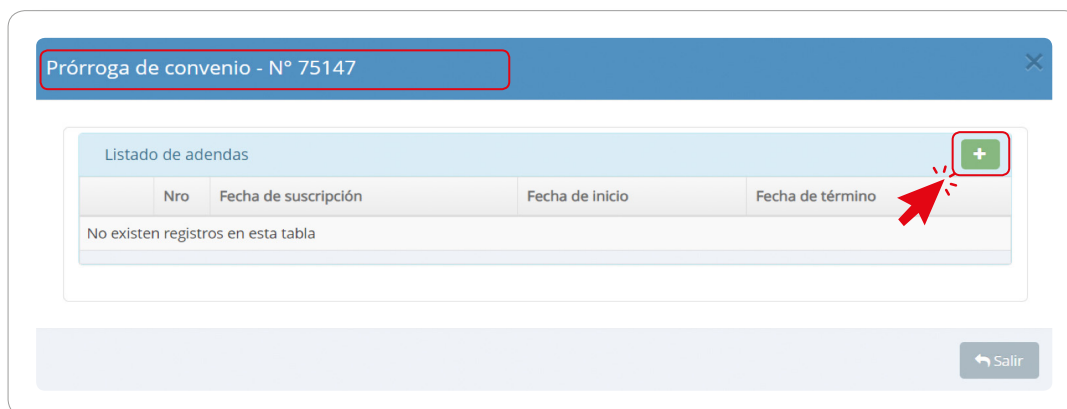 Prórroga de convenio - N° 75147
Listado de adendas
Nro Fecha de suscripción Fecha de inicio Fecha de término
No existen registros en esta tabla
Salir